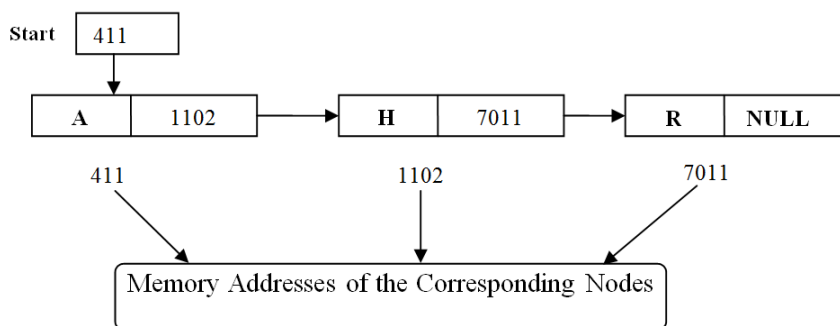 Start 411
A 1102 H 7011 R NULL
411 1102 7011
Memory Addresses of the Corresponding Nodes